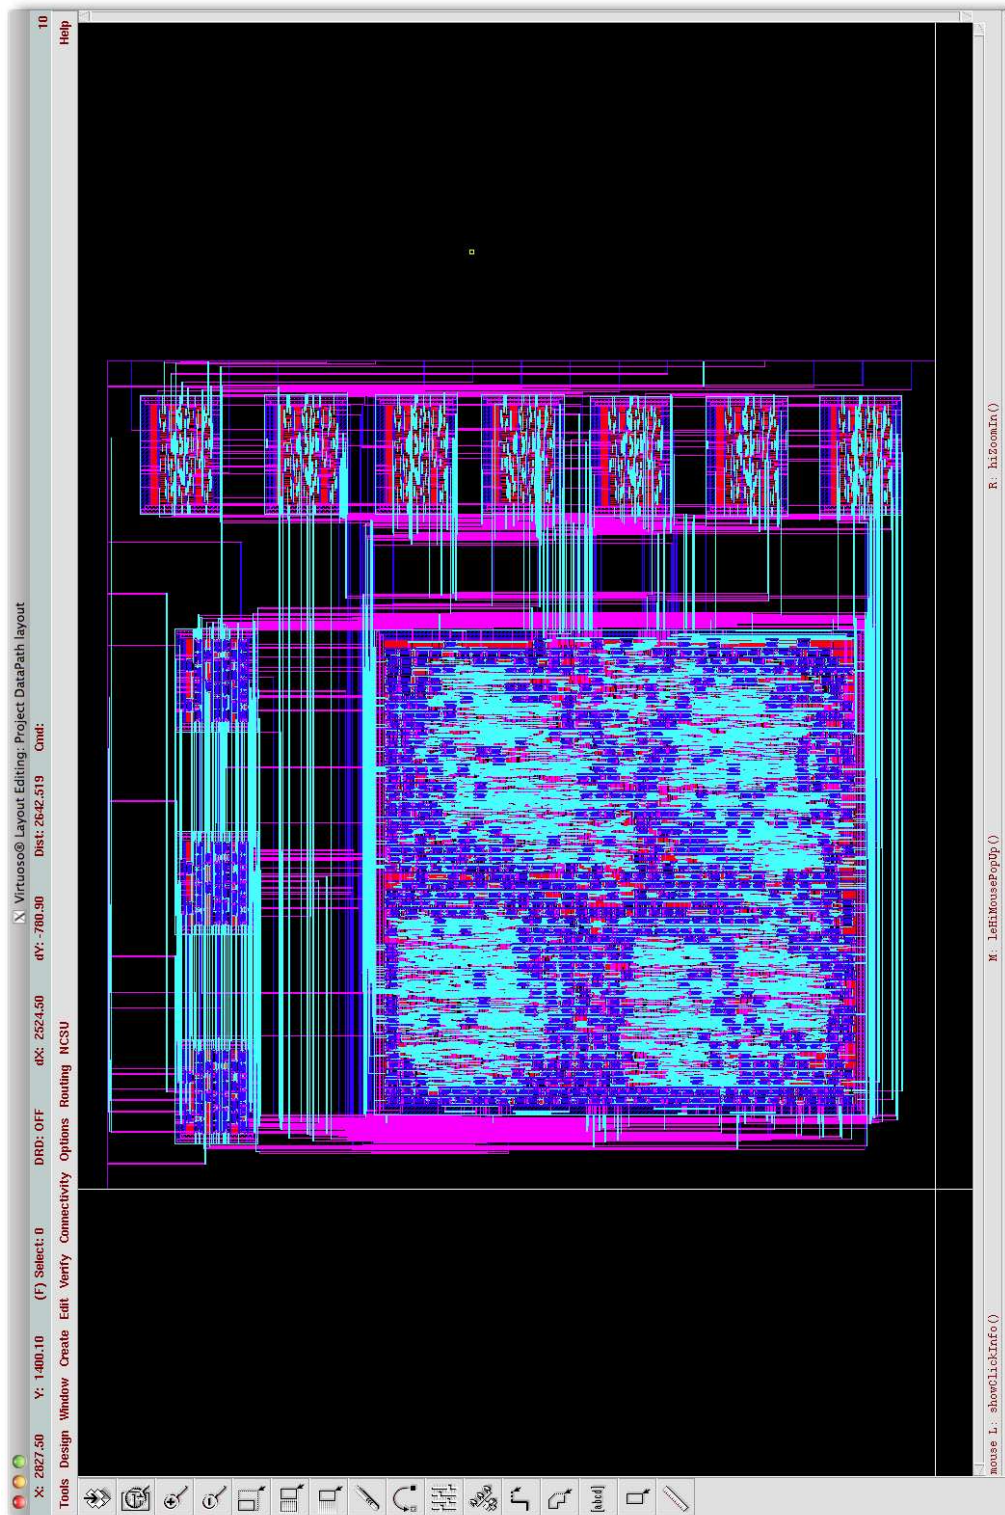 Virtuoso® Layout Editing: Project DataPath layout
X: 2827.50 Y: 1400.10 (F) Select: 0 DRD: OFF dX: 2524.50 dY: -780.90 Dist: 2642.519 Cmd: 10
Tools Design Window Create Edit Verify Connectivity Options Routing NCSU Help
[abcd]
mouse L: showClickInfo() M: leHiMousePopUp() R: hiZoomIn()